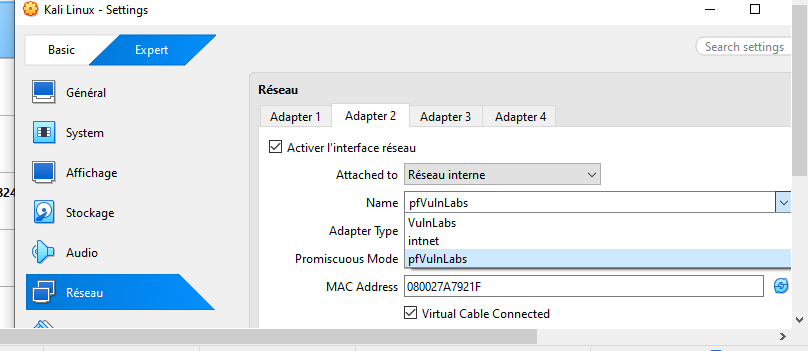 Kali Linux - Settings
Basic Expert Search settings
Général
System
Affichage
Stockage
Audio
Réseau
824
Réseau
Adapter 1 Adapter 2 Adapter 3 Adapter 4
Activer l'interface réseau
Attached to Réseau interne
Name pfVulnLabs
Adapter Type VulnLabs
intnet
Promiscuous Mode pfVulnLabs
MAC Address 080027A7921F
Virtual Cable Connected